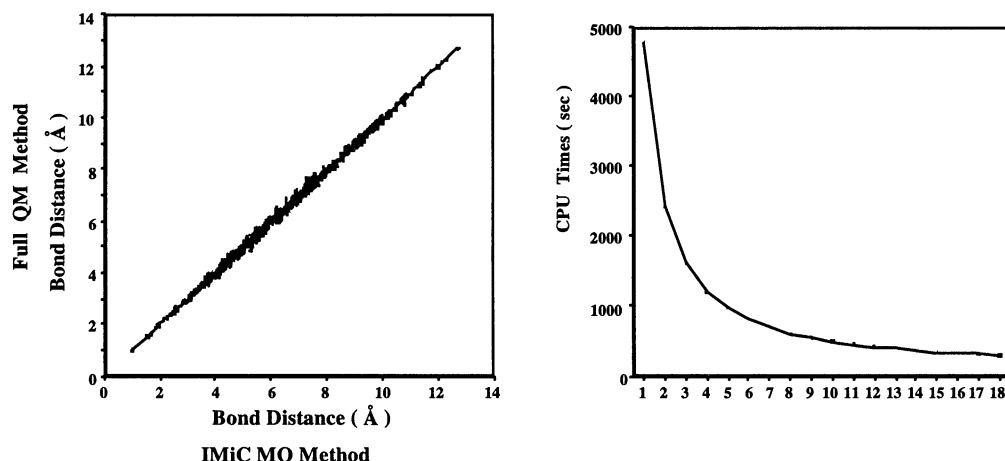 14
12
10
8
6
4
2
0
Full QM Method
Bond Distance ( Å )
0 2 4 6 8 10 12 14
Bond Distance ( Å )
IMiC MO Method
5000
4000
3000
2000
1000
0
CPU Times ( sec )
1 2 3 4 5 6 7 8 9 10 11 12 13 14 15 16 17 18